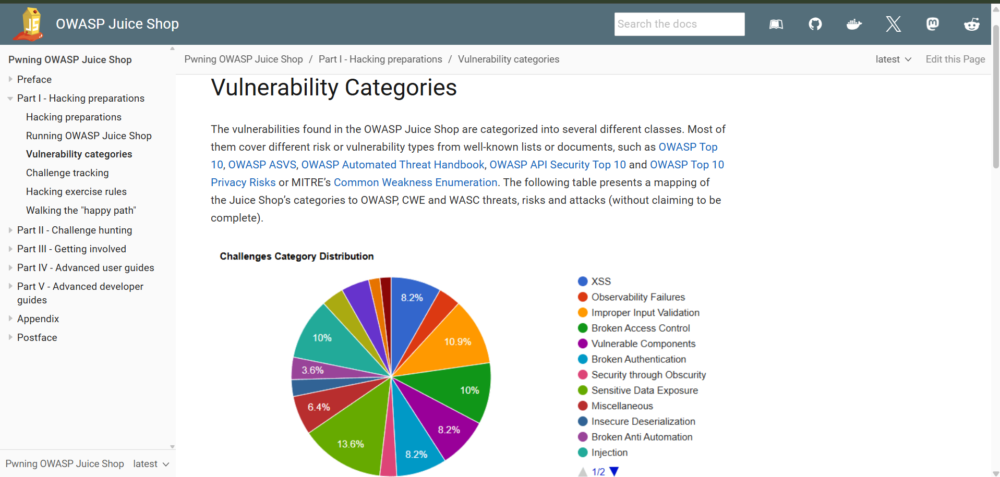 JS
OWASP Juice Shop
Search the docs
Pwning OWASP Juice Shop
Preface
Part I - Hacking preparations
Hacking preparations
Running OWASP Juice Shop
Vulnerability categories
Challenge tracking
Hacking exercise rules
Walking the "happy path"
Part II - Challenge hunting
Part III - Getting involved
Part IV - Advanced user guides
Part V - Advanced developer
guides
Appendix
Postface
Pwning OWASP Juice Shop latest
Pwning OWASP Juice Shop / Part I - Hacking preparations / Vulnerability categories
latest
Edit this Page
Vulnerability Categories
The vulnerabilities found in the OWASP Juice Shop are categorized into several different classes. Most of
them cover different risk or vulnerability types from well-known lists or documents, such as OWASP Top
10, OWASP ASVS, OWASP Automated Threat Handbook, OWASP API Security Top 10 and OWASP Top 10
Privacy Risks or MITRE’s Common Weakness Enumeration. The following table presents a mapping of
the Juice Shop’s categories to OWASP, CWE and WASC threats, risks and attacks (without claiming to be
complete).
Challenges Category Distribution
8.2%
10.9%
10%
8.2%
8.2%
13.6%
6.4%
3.6%
10%
XSS
Observability Failures
Improper Input Validation
Broken Access Control
Vulnerable Components
Broken Authentication
Security through Obscurity
Sensitive Data Exposure
Miscellaneous
Insecure Deserialization
Broken Anti Automation
Injection
1/2